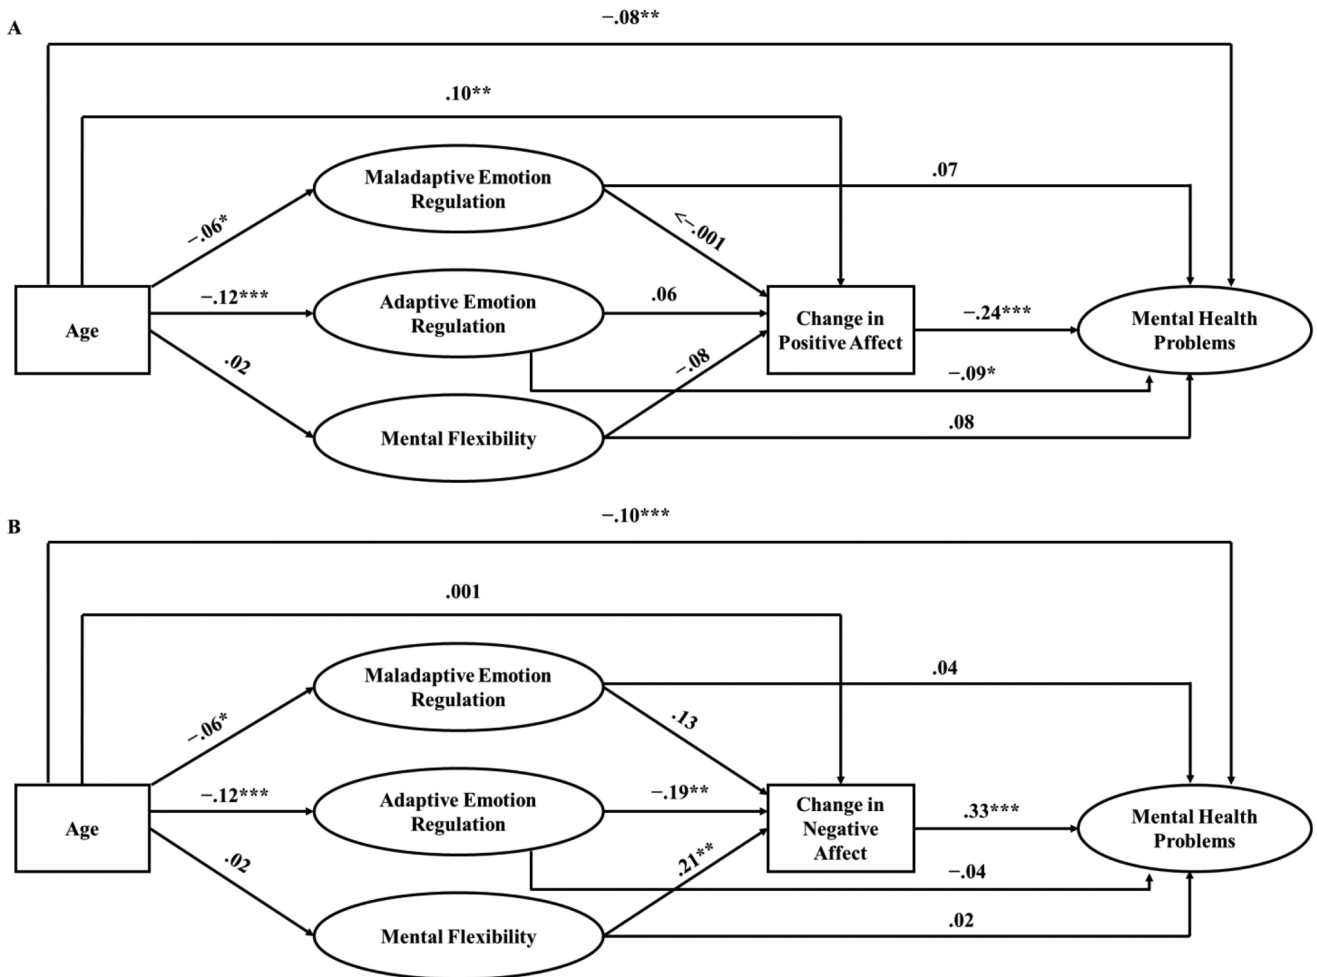 A
−.08**
.10**
Maladaptive Emotion
Regulation
.07
−.06*
<−.001
Age
−.12***
Adaptive Emotion
Regulation
.06
Change in
Positive Affect
−.24***
Mental Health
Problems
.02
−.08
−.09*
Mental Flexibility
.08
B
−.10***
.001
Maladaptive Emotion
Regulation
.04
−.06*
.13
Age
−.12***
Adaptive Emotion
Regulation
−.19**
Change in
Negative
Affect
.33***
Mental Health
Problems
.02
.21**
−.04
Mental Flexibility
.02